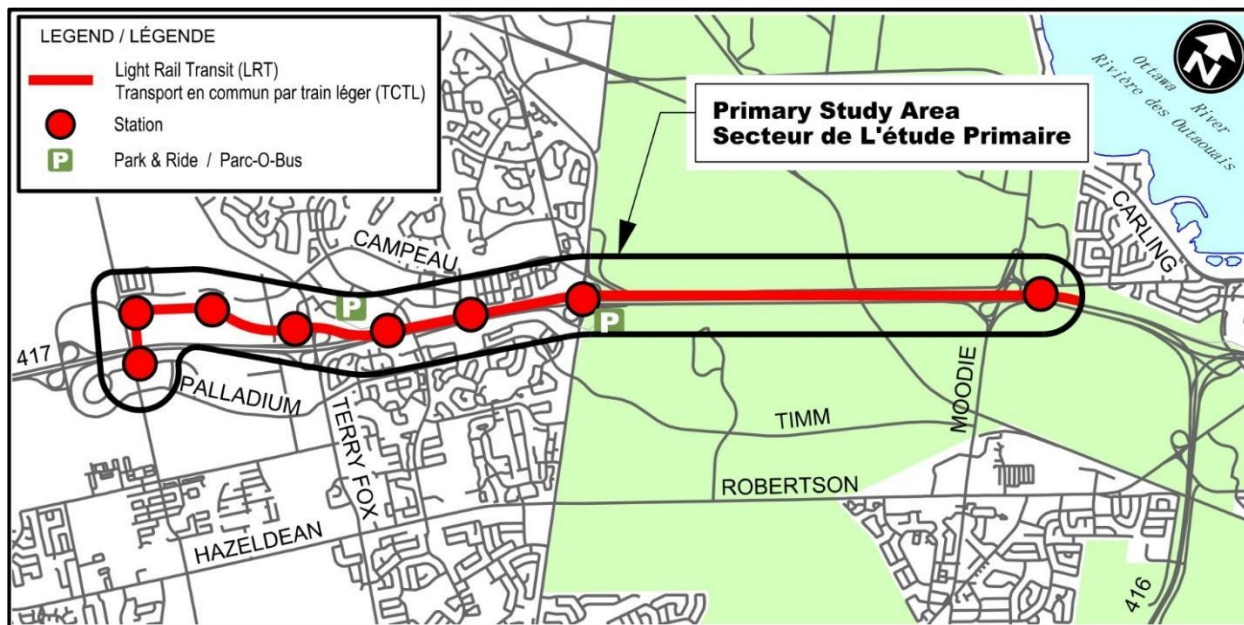 LEGEND / LÉGENDE
Light Rail Transit (LRT)
Transport en commun par train léger (TCTL)
Station
P
Park & Ride / Parc-O-Bus
N
Ottawa River
Rivière des Outaouais
Primary Study Area
Secteur de L'étude Primaire
CARLING
CAMPEAU
P
P
417
PALLADIUM
TERRY FOX
TIMM
MOODIE
ROBERTSON
HAZELDEAN
416